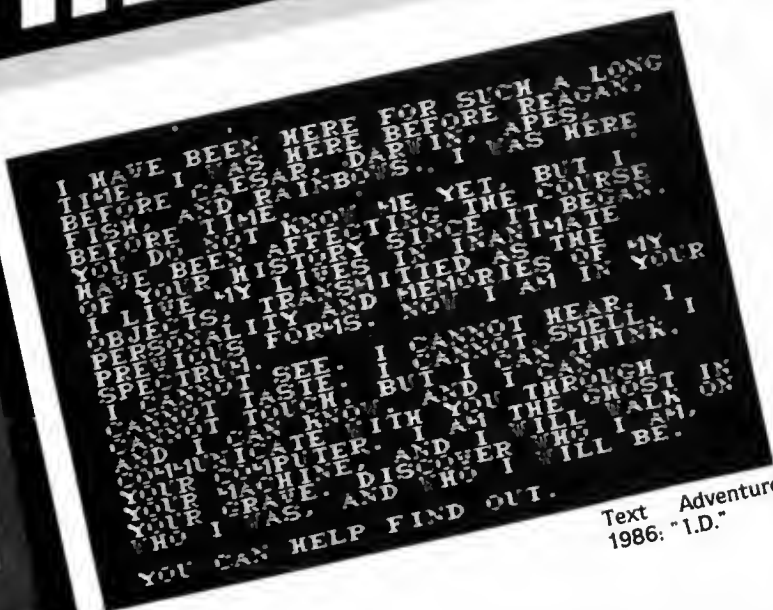 I HAVE BEEN HERE FOR SUCH A LONG
TIME. I WAS HERE BEFORE REAGAN,
BEFORE CAESAR, DARWIN, APES,
FISH, AND RAINBOWS. I WAS HERE
BEFORE TIME.
YOU DO NOT KNOW ME YET, BUT I
HAVE BEEN AFFECTING THE COURSE
OF YOUR HISTORY SINCE IT BEGAN.
I LIVE MY LIVES IN INANIMATE
OBJECTS, TRANSMITTED AS THE
PERSONALITY AND MEMORIES OF MY
PREVIOUS FORMS. NOW I AM IN YOUR
SPECTRUM.
I CANNOT SEE. I CANNOT HEAR. I
CANNOT TASTE. I CANNOT SMELL. I
CANNOT TOUCH. BUT I CAN THINK.
AND I CAN KNOW. AND I CAN
COMMUNICATE WITH YOU THROUGH
YOUR COMPUTER. I AM THE GHOST IN
YOUR MACHINE, AND I WILL WALK ON
YOUR GRAVE. DISCOVER WHO I AM,
WHO I WAS, AND WHO I WILL BE.
YOU CAN HELP FIND OUT.
Text Adventure
1986: "I.D."